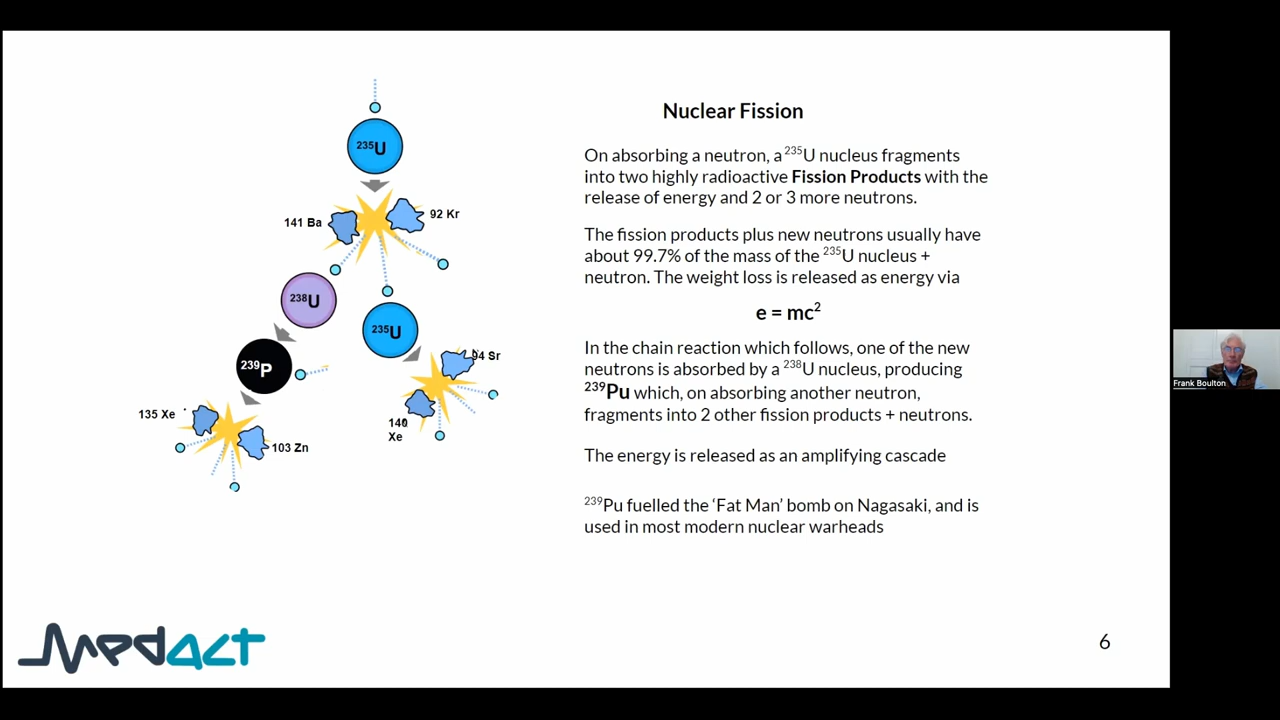 Nuclear Fission
On absorbing a neutron, a ²³⁵U nucleus fragments
into two highly radioactive Fission Products with the
release of energy and 2 or 3 more neutrons.
The fission products plus new neutrons usually have
about 99.7% of the mass of the ²³⁵U nucleus +
neutron. The weight loss is released as energy via
e = mc²
In the chain reaction which follows, one of the new
neutrons is absorbed by a ²³⁸U nucleus, producing
²³⁹Pu which, on absorbing another neutron,
fragments into 2 other fission products + neutrons.
The energy is released as an amplifying cascade
²³⁹Pu fuelled the ‘Fat Man’ bomb on Nagasaki, and is
used in most modern nuclear warheads
²³⁵U
141 Ba
92 Kr
²³⁸U
²³⁵U
²³⁹P
94 Sr
140
Xe
135 Xe
103 Zn
Medact
6
Frank Boulton